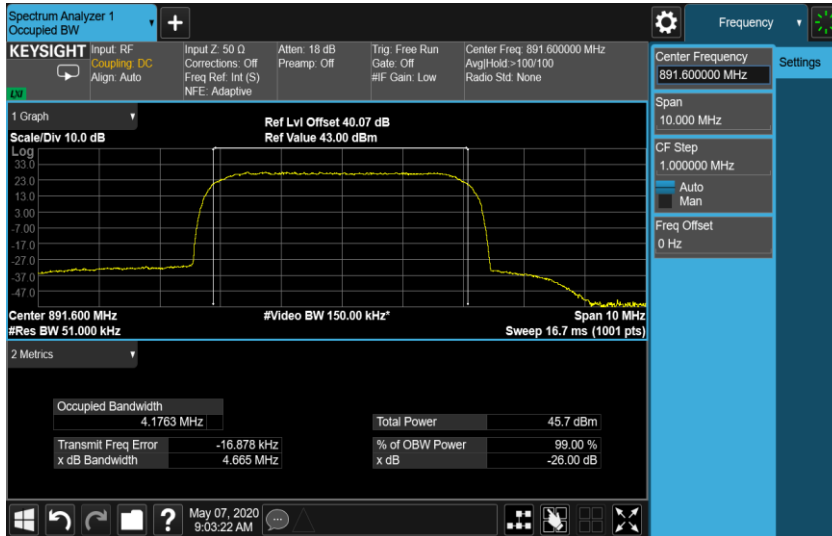 Spectrum Analyzer 1
Occupied BW
Frequency
KEYSIGHT
Input: RF
Coupling: DC
Align: Auto
Input Z: 50 Ω
Corrections: Off
Freq Ref: Int (S)
NFE: Adaptive
Atten: 18 dB
Preamp: Off
Trig: Free Run
Gate: Off
#IF Gain: Low
Center Freq: 891.600000 MHz
Avg|Hold:>100/100
Radio Std: None
LXI
Center Frequency
891.600000 MHz
Settings
Span
10.000 MHz
CF Step
1.000000 MHz
Auto
Man
Freq Offset
0 Hz
1 Graph
Scale/Div 10.0 dB
Ref Lvl Offset 40.07 dB
Ref Value 43.00 dBm
Log
33.0
23.0
13.0
3.00
-7.00
-17.0
-27.0
-37.0
-47.0
Center 891.600 MHz
#Video BW 150.00 kHz*
Span 10 MHz
#Res BW 51.000 kHz
Sweep 16.7 ms (1001 pts)
2 Metrics
Occupied Bandwidth
4.1763 MHz
Total Power 45.7 dBm
Transmit Freq Error -16.878 kHz
% of OBW Power 99.00 %
x dB Bandwidth 4.665 MHz
x dB -26.00 dB
May 07, 2020
9:03:22 AM